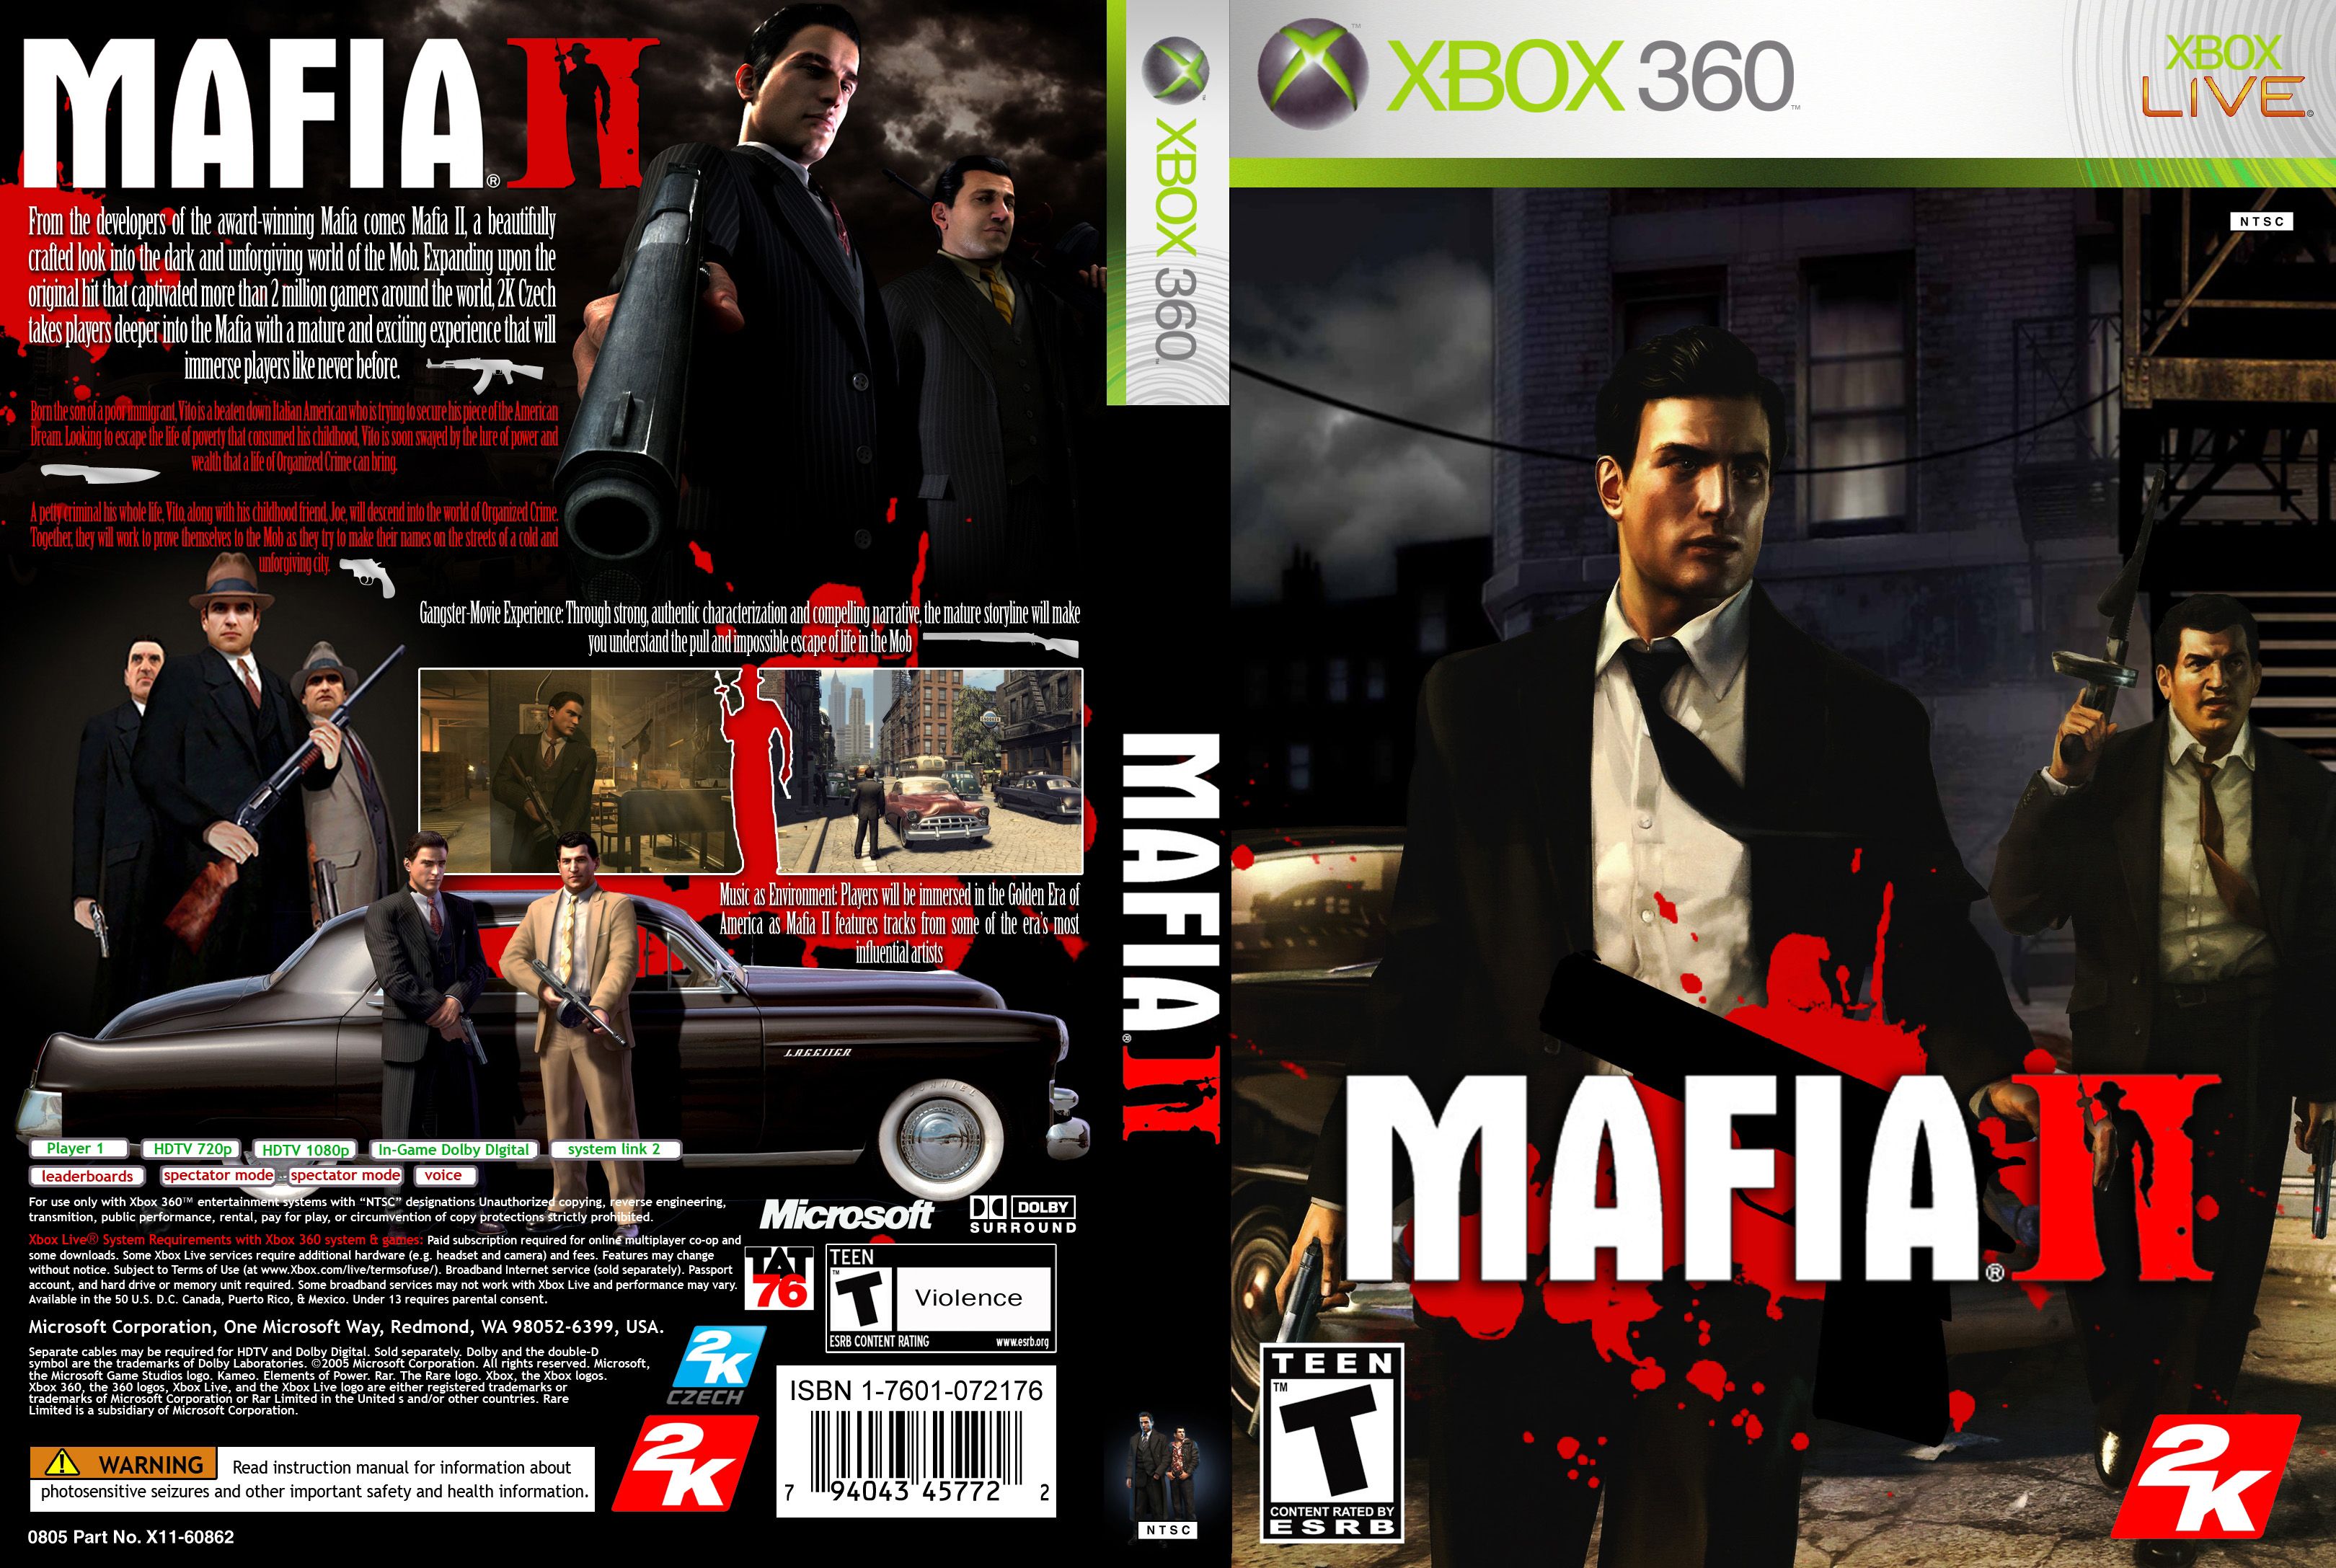 MAFIA II
®
From the developers of the award-winning Mafia comes Mafia II, a beautifully
crafted look into the dark and unforgiving world of the Mob. Expanding upon the
original hit that captivated more than 2 million gamers around the world, 2K Czech
takes players deeper into the Mafia with a mature and exciting experience that will
immerse players like never before.
Born the son of a poor immigrant, Vito is a beaten down Italian American who is trying to secure his piece of the American
Dream. Looking to escape the life of poverty that consumed his childhood, Vito is soon swayed by the lure of power and
wealth that a life of Organized Crime can bring.
A petty criminal his whole life, Vito, along with his childhood friend, Joe, will descend into the world of Organized Crime.
Together, they will work to prove themselves to the Mob as they try to make their names on the streets of a cold and
unforgiving city.
Gangster-Movie Experience: Through strong, authentic characterization and compelling narrative, the mature storyline will make
you understand the pull and impossible escape of life in the Mob
Music as Environment: Players will be immersed in the Golden Era of
America as Mafia II features tracks from some of the era's most
influential artists
LASSITER
Player 1
HDTV 720p
HDTV 1080p
In-Game Dolby DIgital
system link 2
leaderboards
spectator mode
spectator mode
voice
For use only with Xbox 360™ entertainment systems with “NTSC” designations Unauthorized copying, reverse engineering,
transmition, public performance, rental, pay for play, or circumvention of copy protections strictly prohibited.
Xbox Live® System Requirements with Xbox 360 system & games: Paid subscription required for online multiplayer co-op and
some downloads. Some Xbox Live services require additional hardware (e.g. headset and camera) and fees. Features may change
without notice. Subject to Terms of Use (at www.Xbox.com/live/termsofuse/). Broadband Internet service (sold separately). Passport
account, and hard drive or memory unit required. Some broadband services may not work with Xbox Live and performance may vary.
Available in the 50 U.S. D.C. Canada, Puerto Rico, & Mexico. Under 13 requires parental consent.
Microsoft Corporation, One Microsoft Way, Redmond, WA 98052-6399, USA.
Separate cables may be required for HDTV and Dolby Digital. Sold separately. Dolby and the double-D
symbol are the trademarks of Dolby Laboratories. ©2005 Microsoft Corporation. All rights reserved. Microsoft,
the Microsoft Game Studios logo. Kameo. Elements of Power. Rar. The Rare logo. Xbox, the Xbox logos.
Xbox 360, the 360 logos, Xbox Live, and the Xbox Live logo are either registered trademarks or
trademarks of Microsoft Corporation or Rar Limited in the United s and/or other countries. Rare
Limited is a subsidiary of Microsoft Corporation.
WARNING Read instruction manual for information about
photosensitive seizures and other important safety and health information.
0805 Part No. X11-60862
Microsoft
DOLBY
SURROUND
TAT
76
TEEN
T
™
Violence
ESRB CONTENT RATING www.esrb.org
2K
CZECH
2K
ISBN 1-7601-072176
7 94043 45772 2
XBOX 360
MAFIA II
®
NTSC
XBOX 360™
XBOX
LIVE
NTSC
MAFIA II
®
TEEN
™
T
CONTENT RATED BY
ESRB
2K